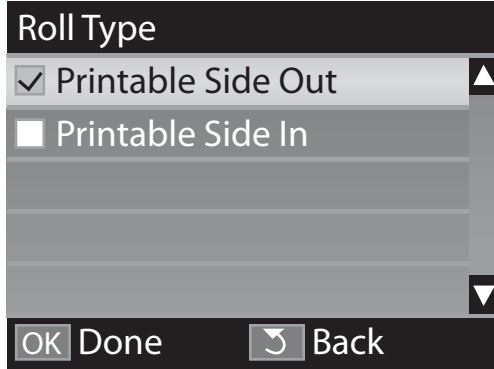 Roll Type
Printable Side Out
Printable Side In
OK Done Back